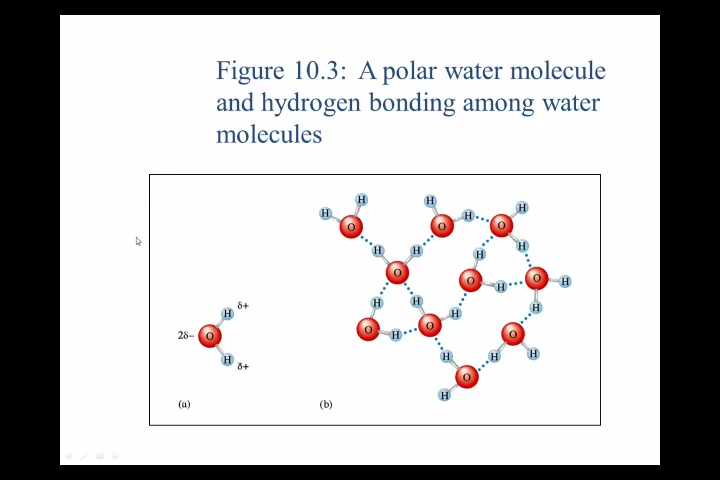 Figure 10.3: A polar water molecule
and hydrogen bonding among water
molecules
H H H H
O H O H O
H H H
O H O H O H
H H H H
O H O O
2δ– O H δ+
H δ+ H H H
O
H
(a) (b)